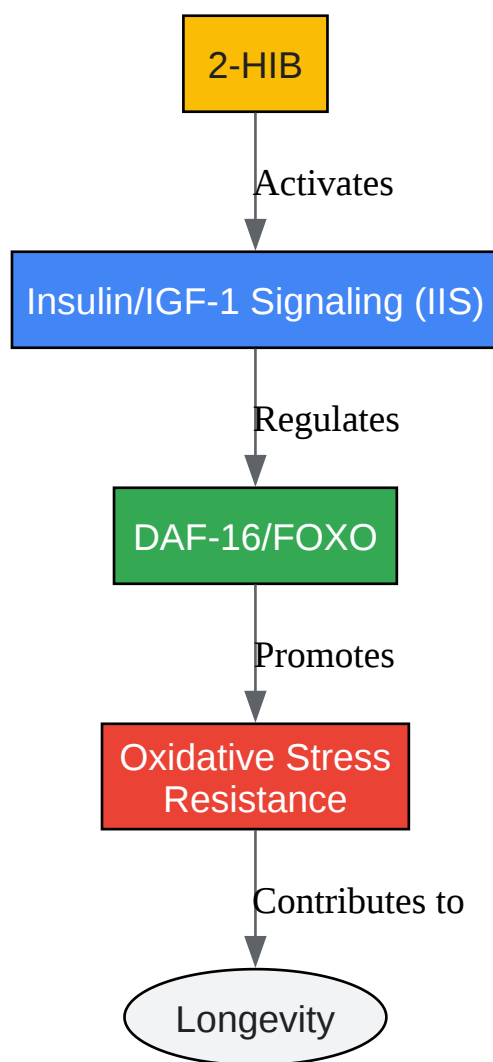 2-HIB
Activates
Insulin/IGF-1 Signaling (IIS)
Regulates
DAF-16/FOXO
Promotes
Oxidative Stress
Resistance
Contributes to
Longevity